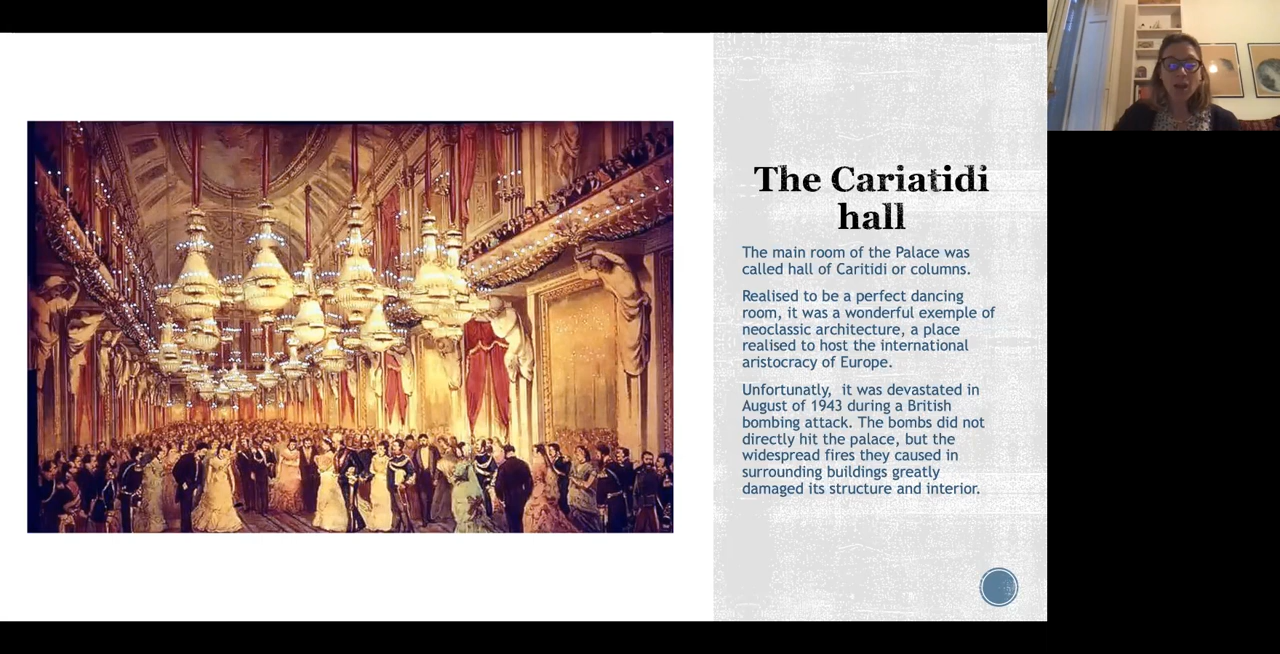 The Cariatidi
hall
The main room of the Palace was
called hall of Caritidi or columns.
Realised to be a perfect dancing
room, it was a wonderful exemple of
neoclassic architecture, a place
realised to host the international
aristocracy of Europe.
Unfortunatly,  it was devastated in
August of 1943 during a British
bombing attack. The bombs did not
directly hit the palace, but the
widespread fires they caused in
surrounding buildings greatly
damaged its structure and interior.